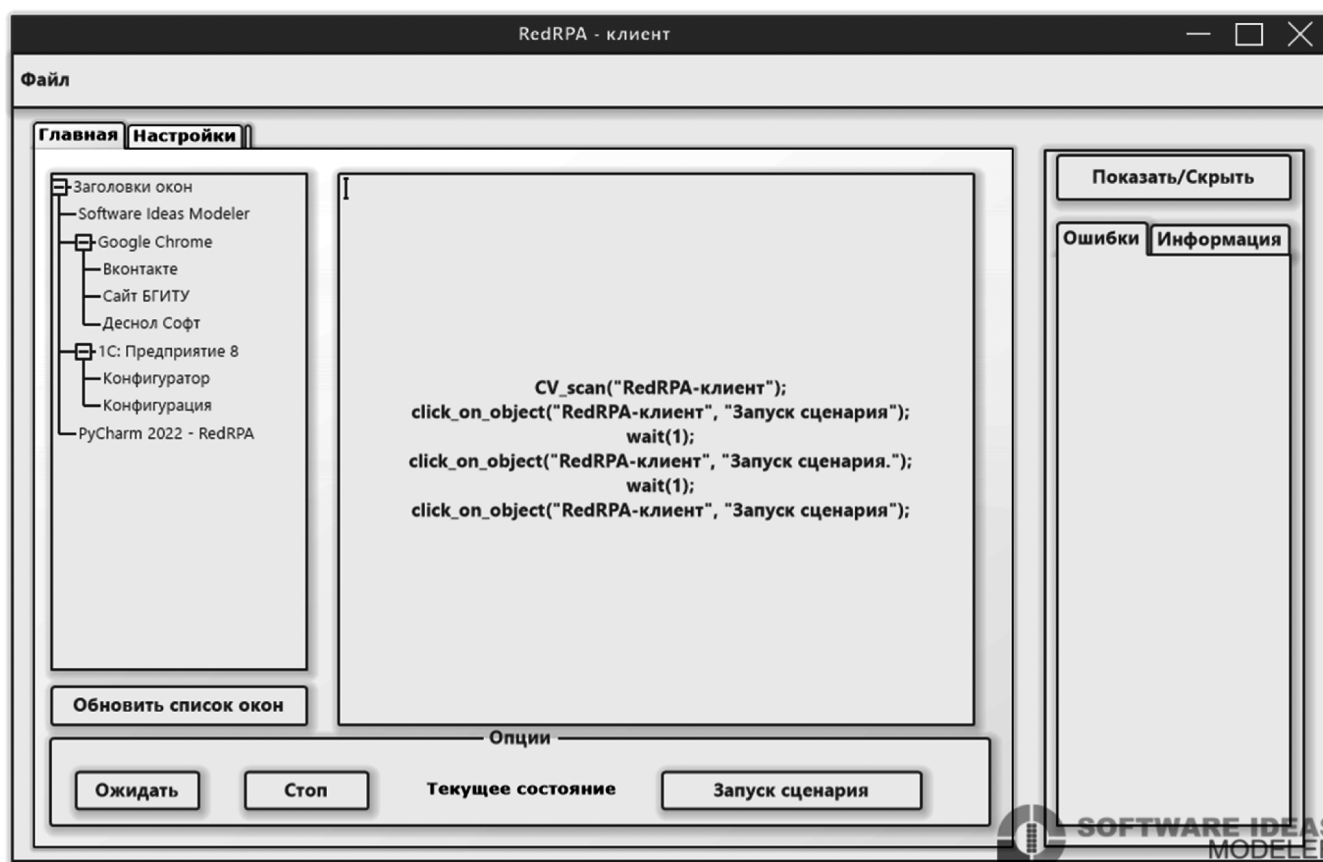 RedRPA - клиент
Файл
Главная Настройки
Заголовки окон
Software Ideas Modeler
Google Chrome
Вконтакте
Сайт БГИТУ
Деснол Софт
1С: Предприятие 8
Конфигуратор
Конфигурация
PyCharm 2022 - RedRPA
Обновить список окон
CV_scan("RedRPA-клиент");
click_on_object("RedRPA-клиент", "Запуск сценария");
wait(1);
click_on_object("RedRPA-клиент", "Запуск сценария.");
wait(1);
click_on_object("RedRPA-клиент", "Запуск сценария");
Опции
Ожидать Стоп Текущее состояние Запуск сценария
Показать/Скрыть
Ошибки Информация
SOFTWARE IDEAS
MODELER